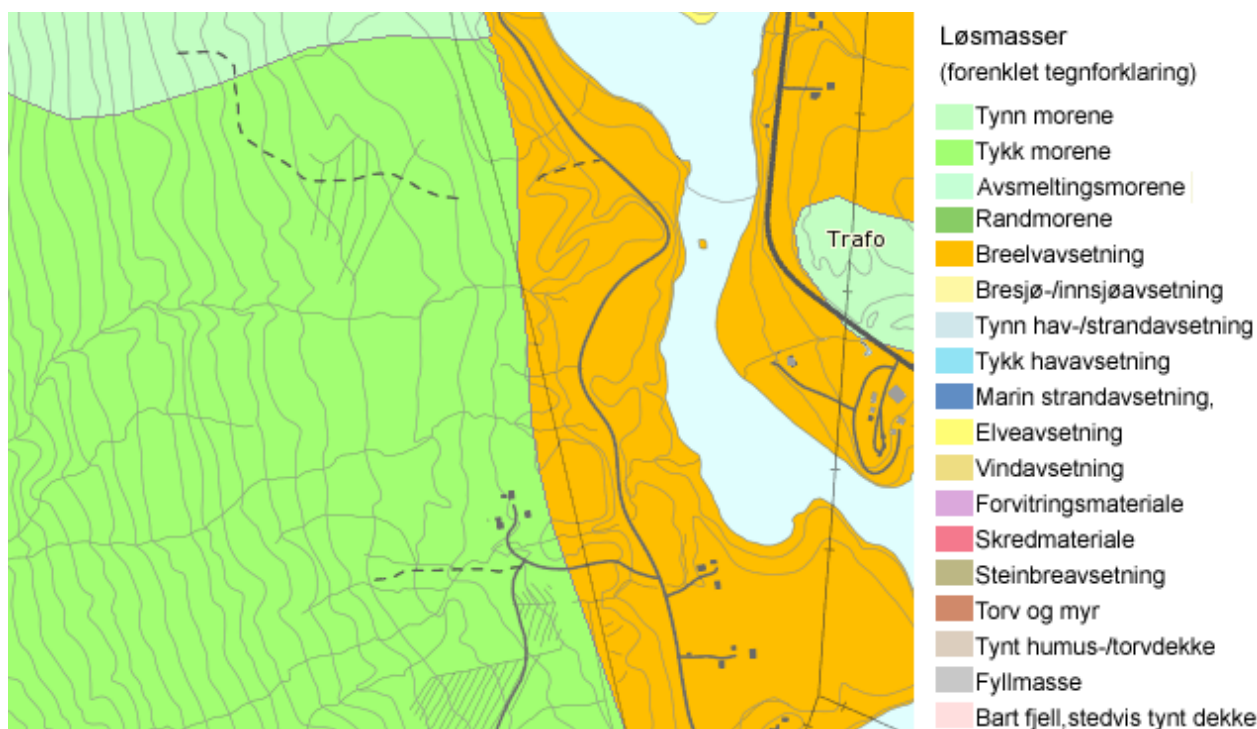 Trafo
Løsmasser
(forenklet tegnforklaring)
Tynn morene
Tykk morene
Avsmeltingsmorene
Randmorene
Breelvavsetning
Bresjø-/innsjøavsetning
Tynn hav-/strandavsetning
Tykk havavsetning
Marin strandavsetning,
Elveavsetning
Vindavsetning
Forvitringsmateriale
Skredmateriale
Steinbreavsetning
Torv og myr
Tynt humus-/torvdekke
Fyllmasse
Bart fjell,stedvis tynt dekke